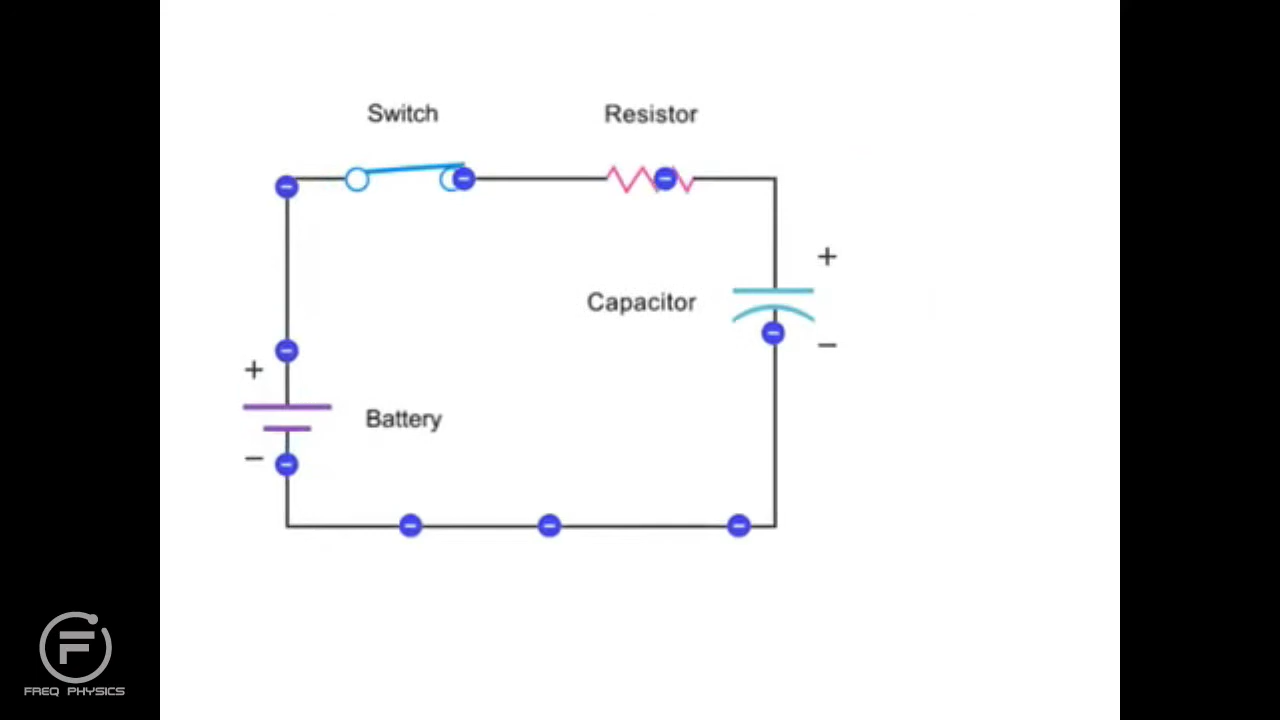 Switch
Resistor
+
Capacitor
−
+
Battery
−
FREQ PHYSICS